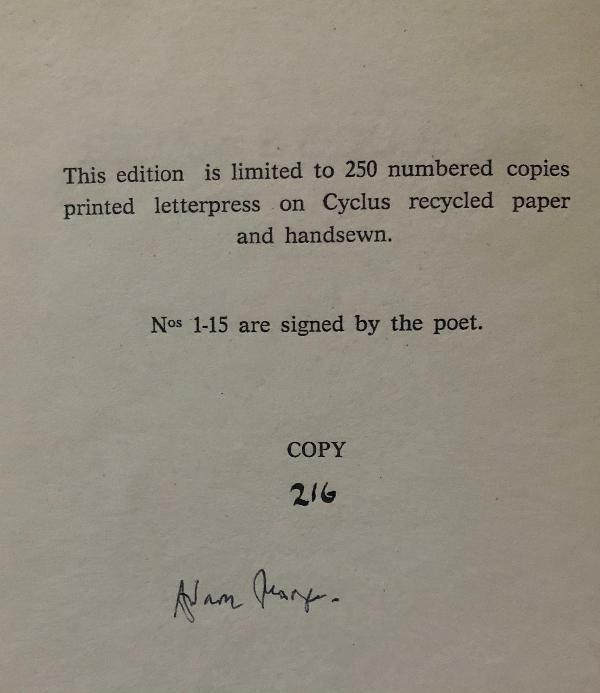 This edition is limited to 250 numbered copies
printed letterpress on Cyclus recycled paper
and handsewn.
Nos 1-15 are signed by the poet.
COPY
216
Adam